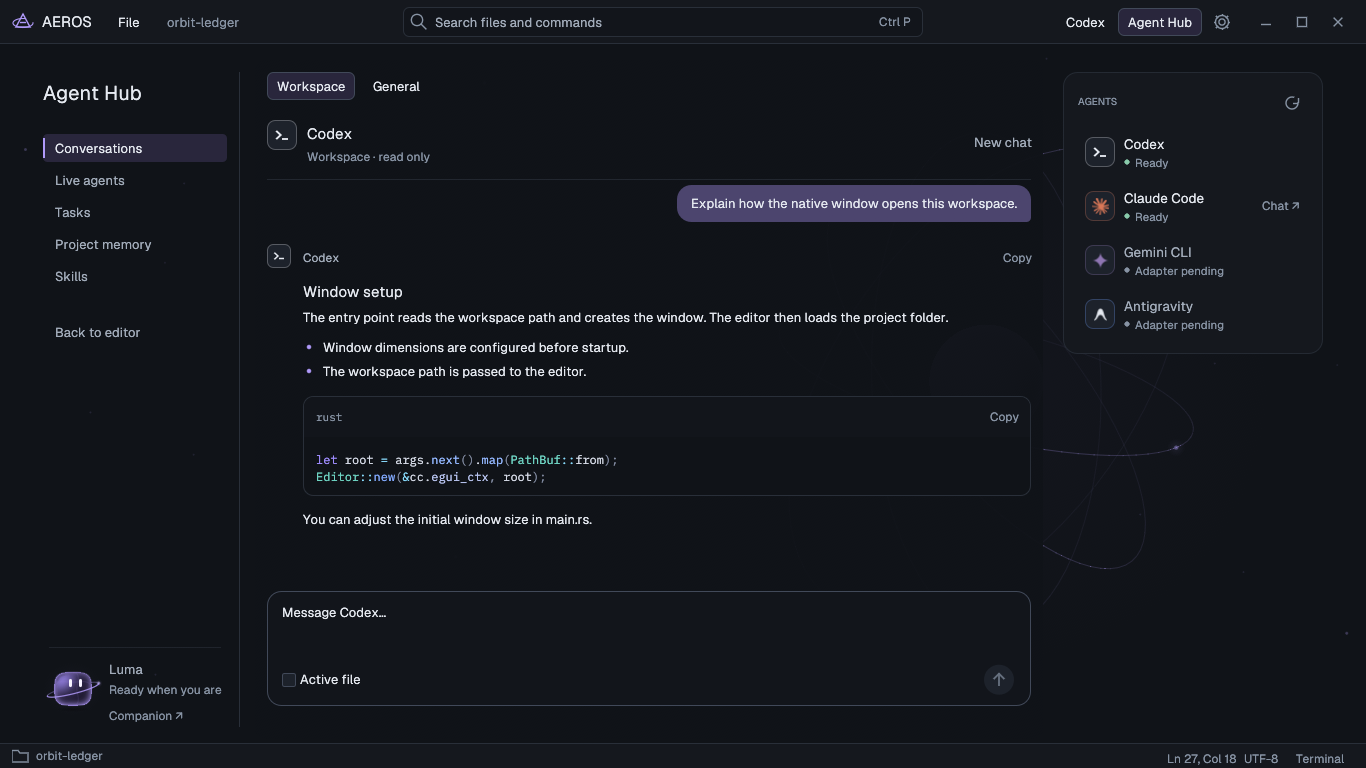 AEROS File orbit-ledger Search files and commands Ctrl P Codex Agent Hub
Agent Hub
Conversations
Live agents
Tasks
Project memory
Skills
Back to editor
Luma
Ready when you are
Companion ↗
Workspace General
Codex
Workspace · read only
New chat
Explain how the native window opens this workspace.
Codex Copy
Window setup
The entry point reads the workspace path and creates the window. The editor then loads the project folder.
• Window dimensions are configured before startup.
• The workspace path is passed to the editor.
rust Copy
let root = args.next().map(PathBuf::from);
Editor::new(&cc.egui_ctx, root);
You can adjust the initial window size in main.rs.
Message Codex…
Active file
AGENTS
Codex
Ready
Claude Code
Ready
Chat ↗
Gemini CLI
Adapter pending
Antigravity
Adapter pending
orbit-ledger Ln 27, Col 18 UTF-8 Terminal